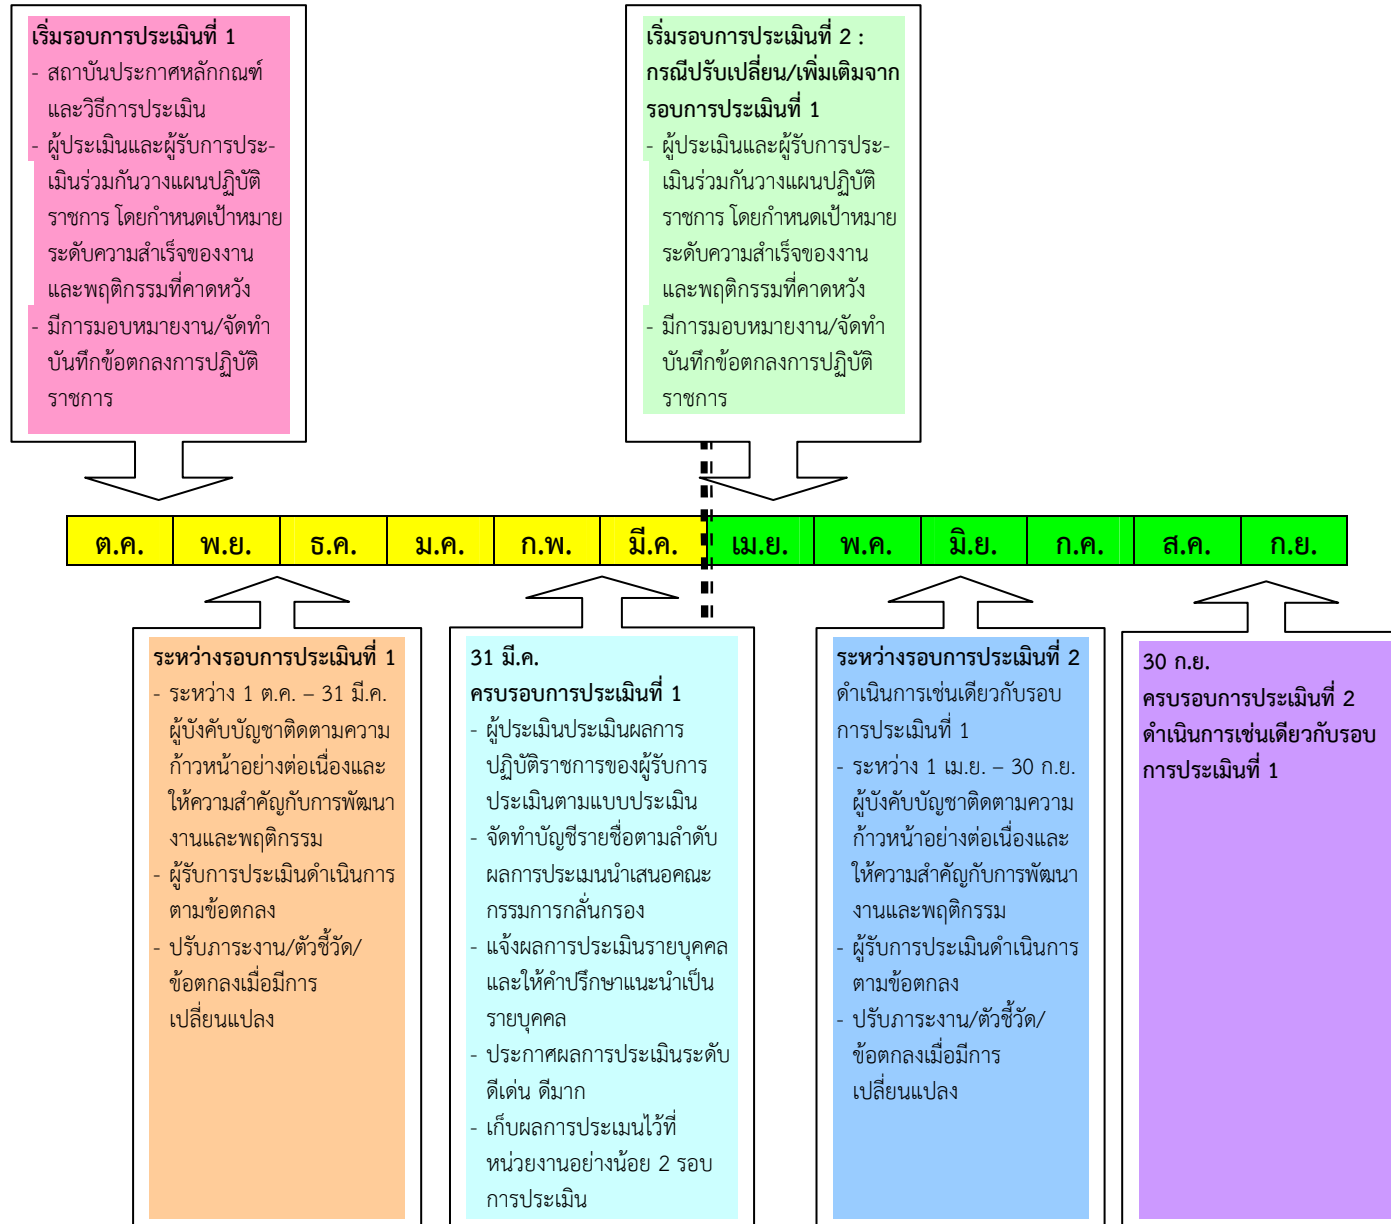 เริ่มรอบการประเมินที่ 1
- สถาบันประกาศหลักกณฑ์
และวิธีการประเมิน
- ผู้ประเมินและผู้รับการประ-
เมินร่วมกันวางแผนปฏิบัติ
ราชการ โดยกำหนดเป้าหมาย
ระดับความสำเร็จของงาน
และพฤติกรรมที่คาดหวัง
- มีการมอบหมายงาน/จัดทำ
บันทึกข้อตกลงการปฏิบัติ
ราชการ
เริ่มรอบการประเมินที่ 2 :
กรณีปรับเปลี่ยน/เพิ่มเติมจาก
รอบการประเมินที่ 1
- ผู้ประเมินและผู้รับการประ-
เมินร่วมกันวางแผนปฏิบัติ
ราชการ โดยกำหนดเป้าหมาย
ระดับความสำเร็จของงาน
และพฤติกรรมที่คาดหวัง
- มีการมอบหมายงาน/จัดทำ
บันทึกข้อตกลงการปฏิบัติ
ราชการ
ต.ค. พ.ย. ธ.ค. ม.ค. ก.พ. มี.ค. เม.ย. พ.ค. มิ.ย. ก.ค. ส.ค. ก.ย.
ระหว่างรอบการประเมินที่ 1
- ระหว่าง 1 ต.ค. – 31 มี.ค.
ผู้บังคับบัญชาติดตามความ
ก้าวหน้าอย่างต่อเนื่องและ
ให้ความสำคัญกับการพัฒนา
งานและพฤติกรรม
- ผู้รับการประเมินดำเนินการ
ตามข้อตกลง
- ปรับภาระงาน/ตัวชี้วัด/
ข้อตกลงเมื่อมีการ
เปลี่ยนแปลง
31 มี.ค.
ครบรอบการประเมินที่ 1
- ผู้ประเมินประเมินผลการ
ปฏิบัติราชการของผู้รับการ
ประเมินตามแบบประเมิน
- จัดทำบัญชีรายชื่อตามลำดับ
ผลการประเมนนำเสนอคณะ
กรรมการกลั่นกรอง
- แจ้งผลการประเมินรายบุคคล
และให้คำปรึกษาแนะนำเป็น
รายบุคคล
- ประกาศผลการประเมินระดับ
ดีเด่น ดีมาก
- เก็บผลการประเมนไว้ที่
หน่วยงานอย่างน้อย 2 รอบ
การประเมิน
ระหว่างรอบการประเมินที่ 2
ดำเนินการเช่นเดียวกับรอบ
การประเมินที่ 1
- ระหว่าง 1 เม.ย. – 30 ก.ย.
ผู้บังคับบัญชาติดตามความ
ก้าวหน้าอย่างต่อเนื่องและ
ให้ความสำคัญกับการพัฒนา
งานและพฤติกรรม
- ผู้รับการประเมินดำเนินการ
ตามข้อตกลง
- ปรับภาระงาน/ตัวชี้วัด/
ข้อตกลงเมื่อมีการ
เปลี่ยนแปลง
30 ก.ย.
ครบรอบการประเมินที่ 2
ดำเนินการเช่นเดียวกับรอบ
การประเมินที่ 1